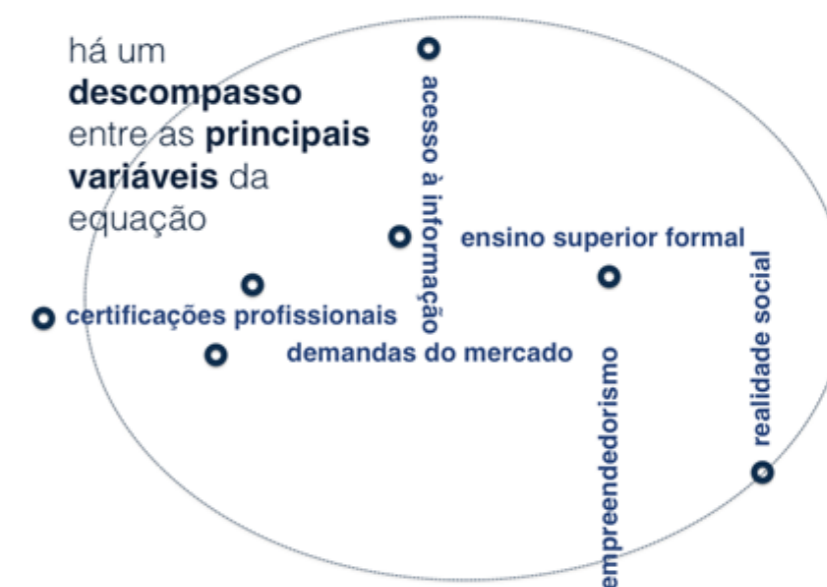 há um
descompasso
entre as principais
variáveis da
equação
acesso à informação
ensino superior formal
realidade social
certificações profissionais
demandas do mercado
empreendedorismo